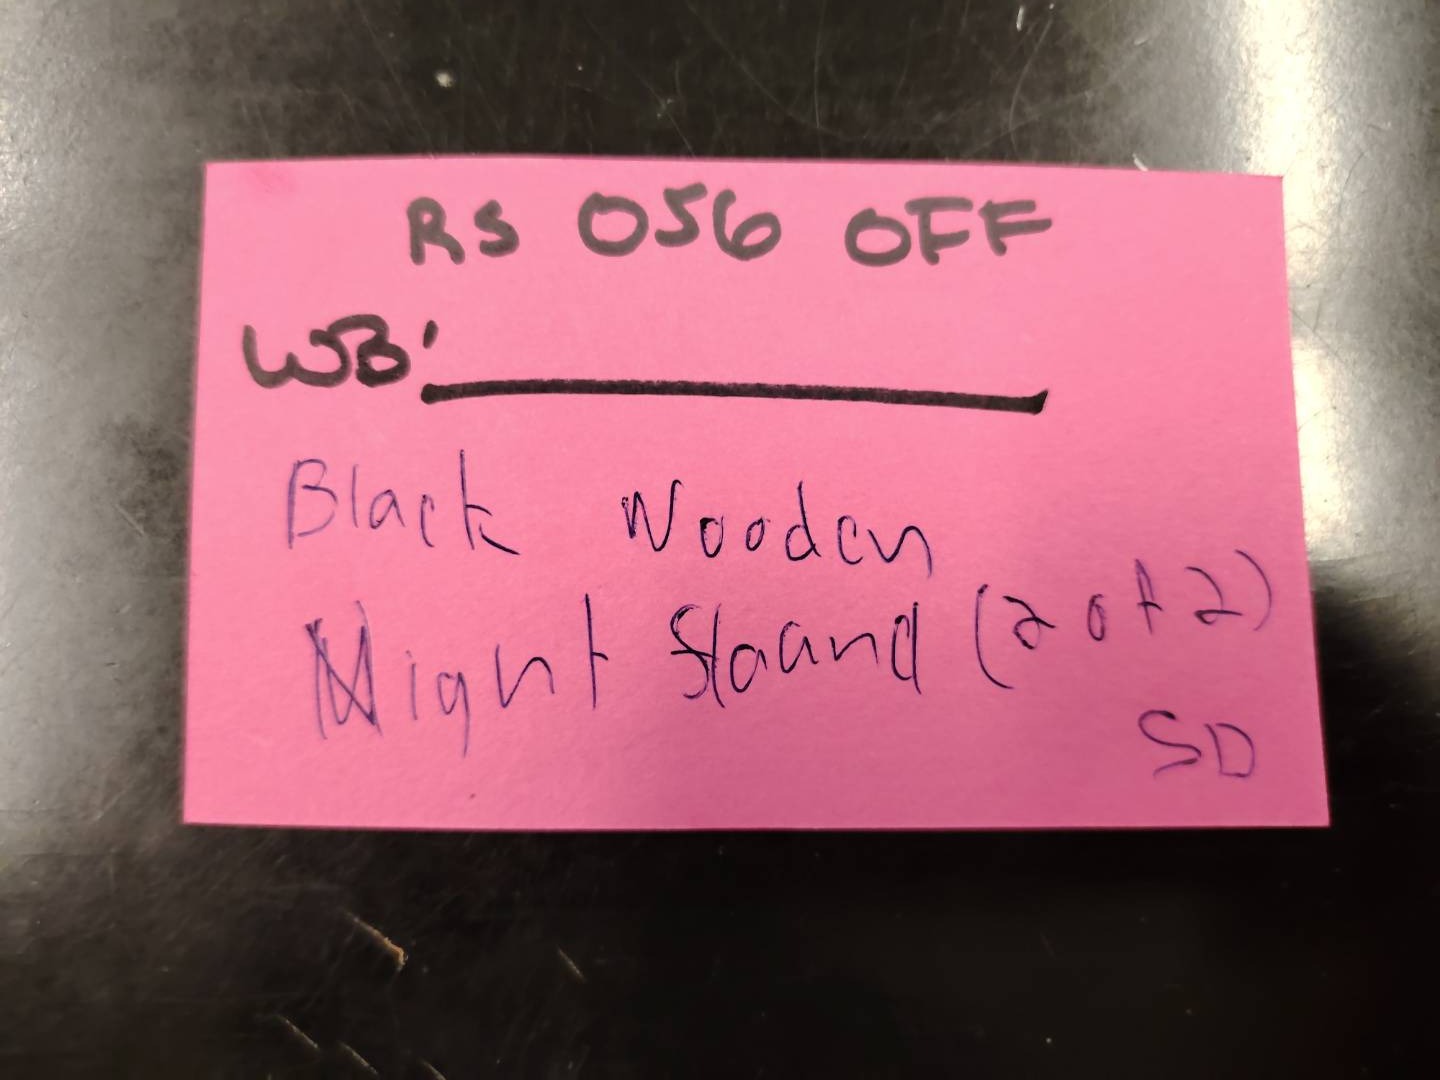 RS 056 OFF
WB:
Black Wooden
Night Staand (2 of 2)
SD